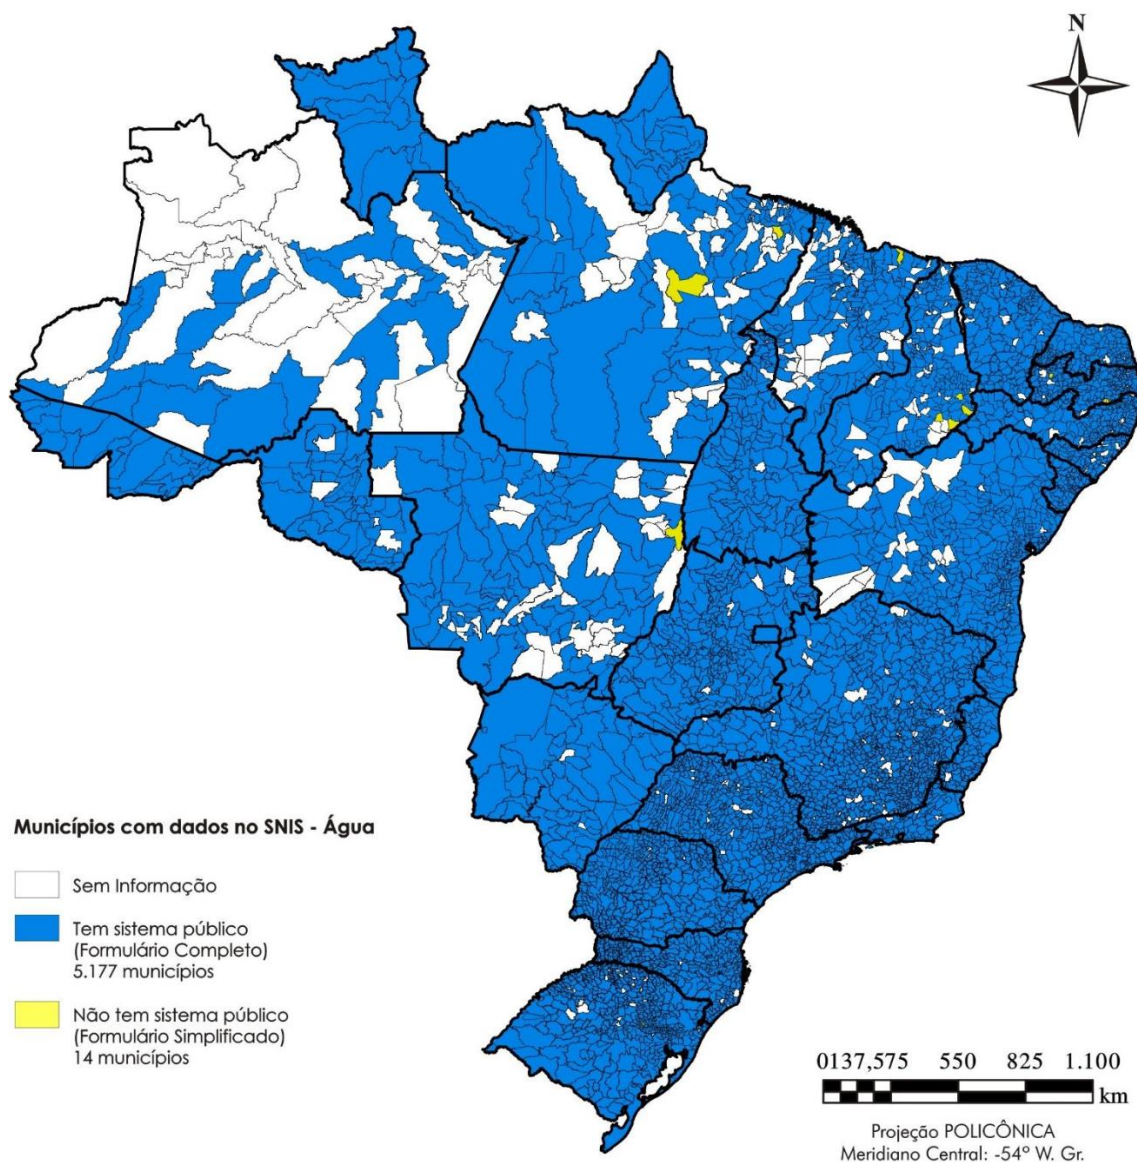 N
Municípios com dados no SNIS - Água
Sem Informação
Tem sistema público
(Formulário Completo)
5.177 municípios
Não tem sistema público
(Formulário Simplificado)
14 municípios
0137,575 550 825 1.100
km
Projeção POLICÔNICA
Meridiano Central: -54º W. Gr.